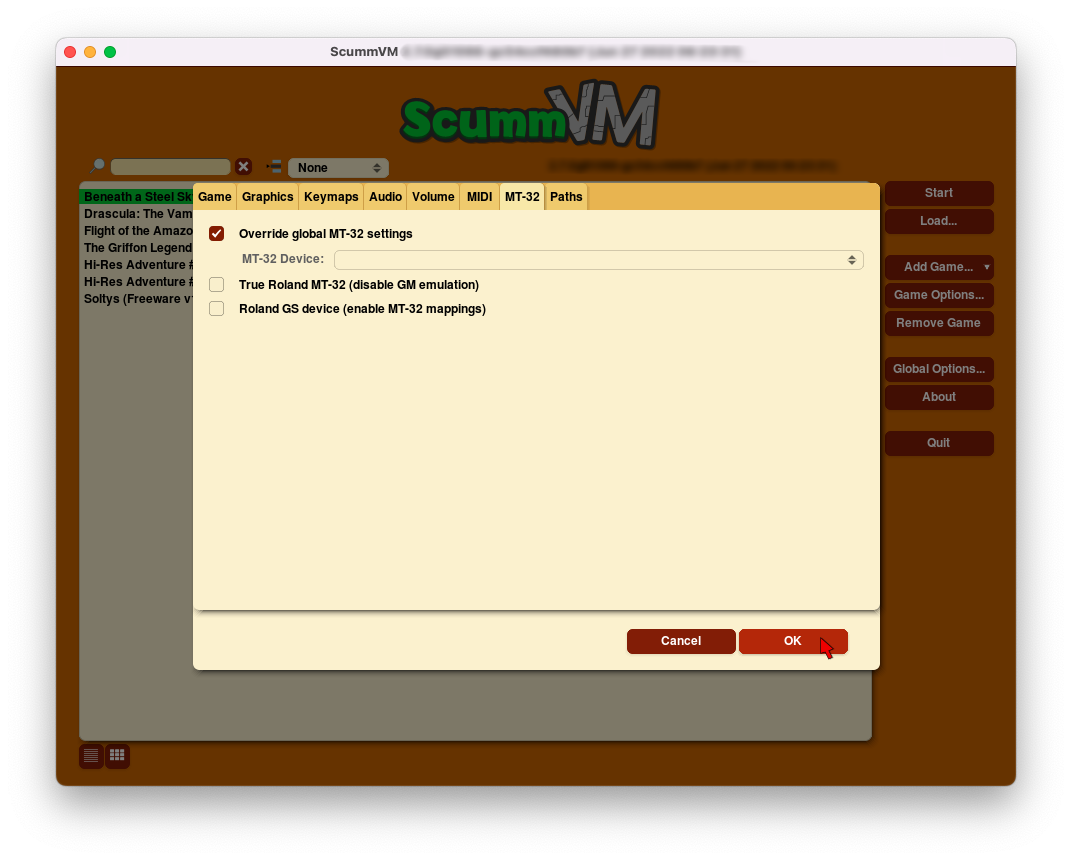 ScummVM
ScummVM
None
Game Graphics Keymaps Audio Volume MIDI MT-32 Paths
Beneath a Steel Sk
Drascula: The Vam
Flight of the Amazo
The Griffon Legend
Hi-Res Adventure #
Hi-Res Adventure #
Soltys (Freeware v
Override global MT-32 settings
MT-32 Device:
True Roland MT-32 (disable GM emulation)
Roland GS device (enable MT-32 mappings)
Cancel OK
Start
Load...
Add Game...
Game Options...
Remove Game
Global Options...
About
Quit